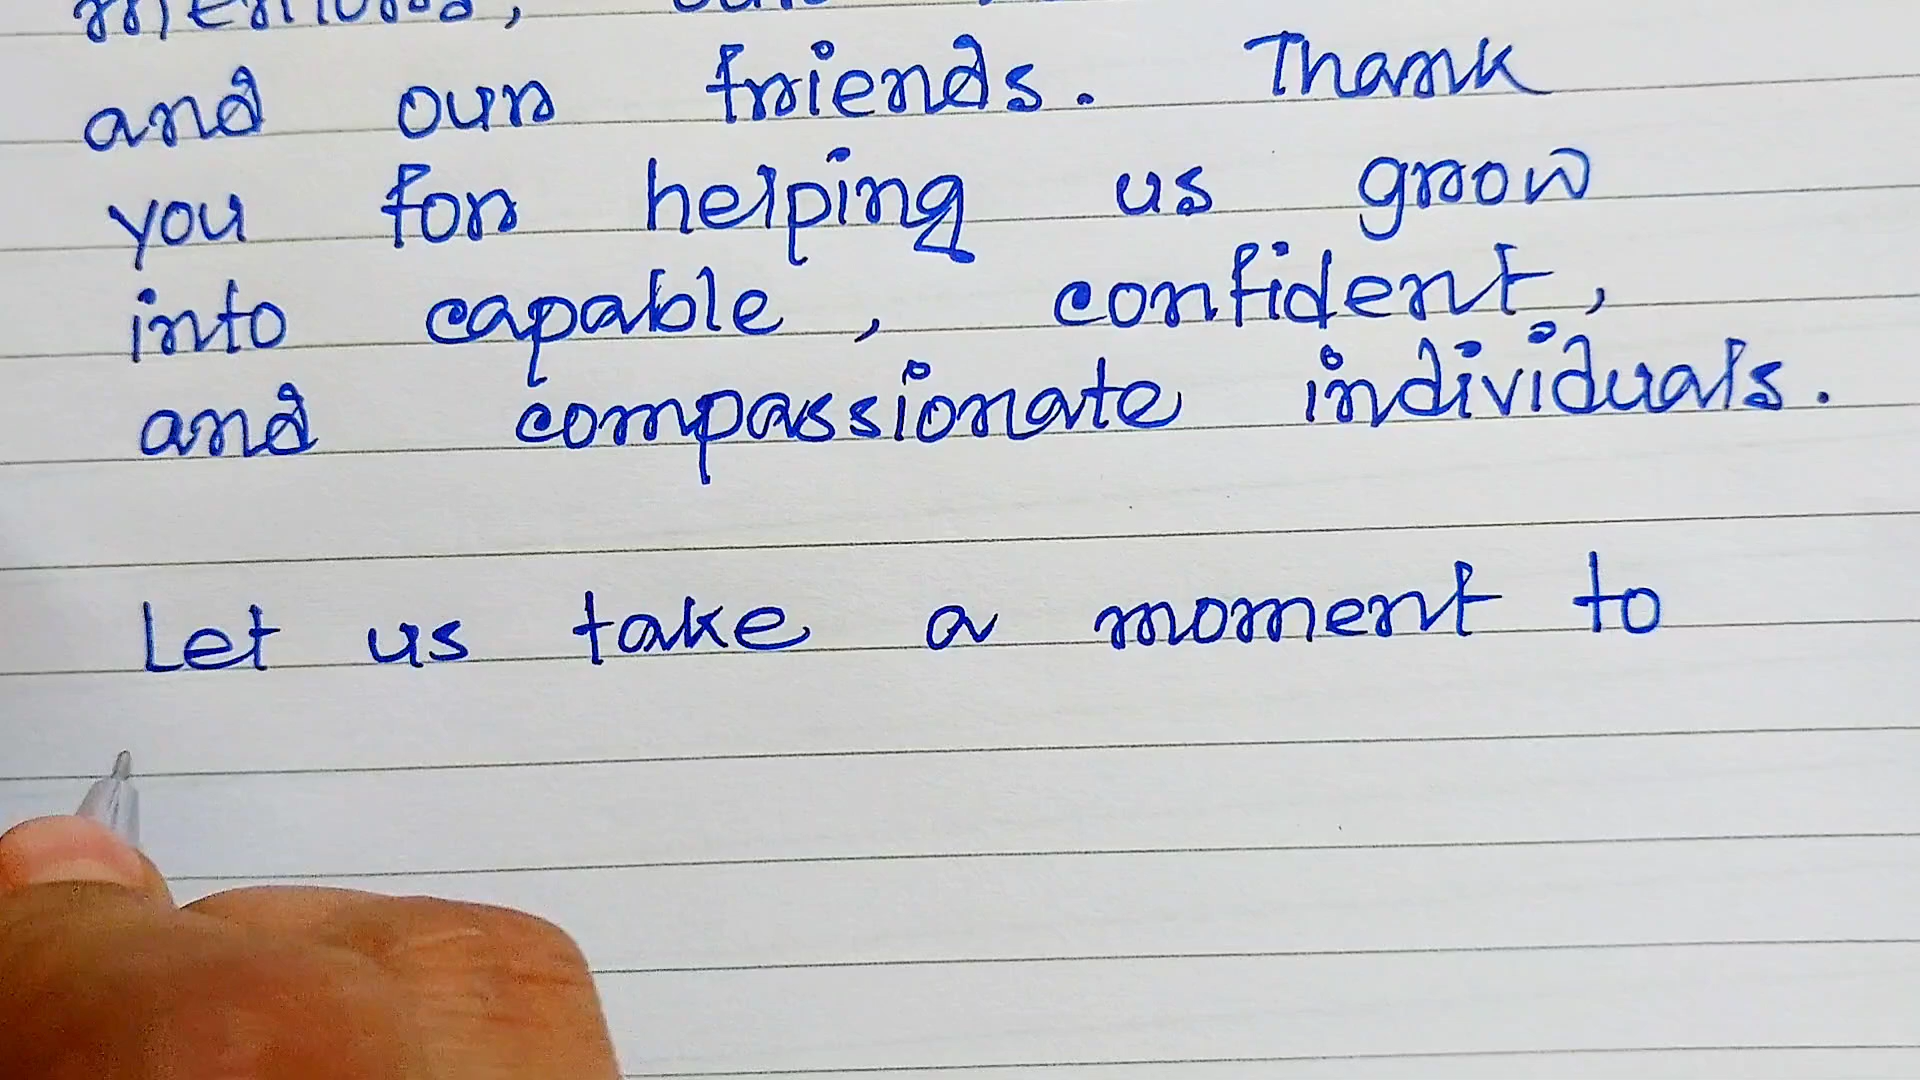 and our friends. Thank
you for helping us grow
into capable, confident,
and compassionate individuals.
Let us take a moment to